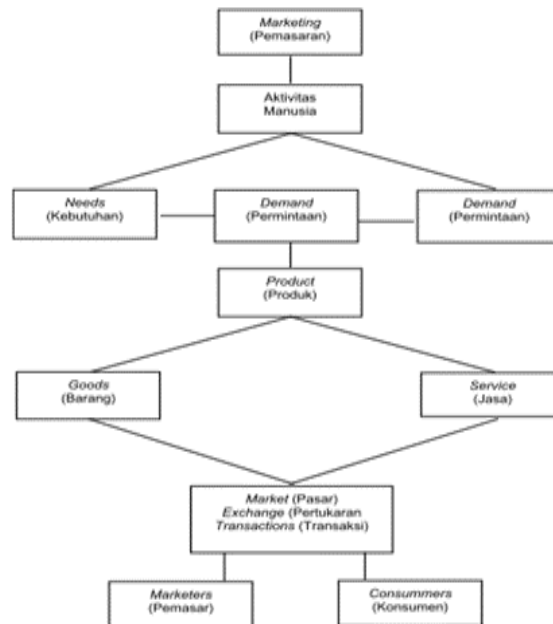 Marketing
(Pemasaran)
Aktivitas
Manusia
Needs
(Kebutuhan)
Demand
(Permintaan)
Demand
(Permintaan)
Product
(Produk)
Goods
(Barang)
Service
(Jasa)
Market (Pasar)
Exchange (Pertukaran
Transactions (Transaksi)
Marketers
(Pemasar)
Consummers
(Konsumen)